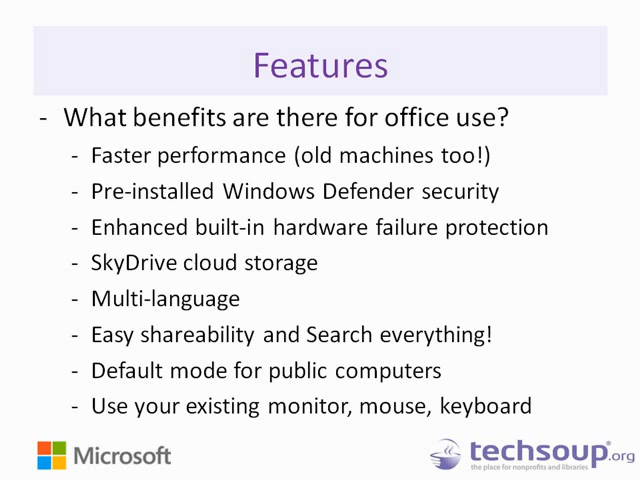 Features
- What benefits are there for office use?
- Faster performance (old machines too!)
- Pre-installed Windows Defender security
- Enhanced built-in hardware failure protection
- SkyDrive cloud storage
- Multi-language
- Easy shareability and Search everything!
- Default mode for public computers
- Use your existing monitor, mouse, keyboard
Microsoft
techsoup®.org
the place for nonprofits and libraries